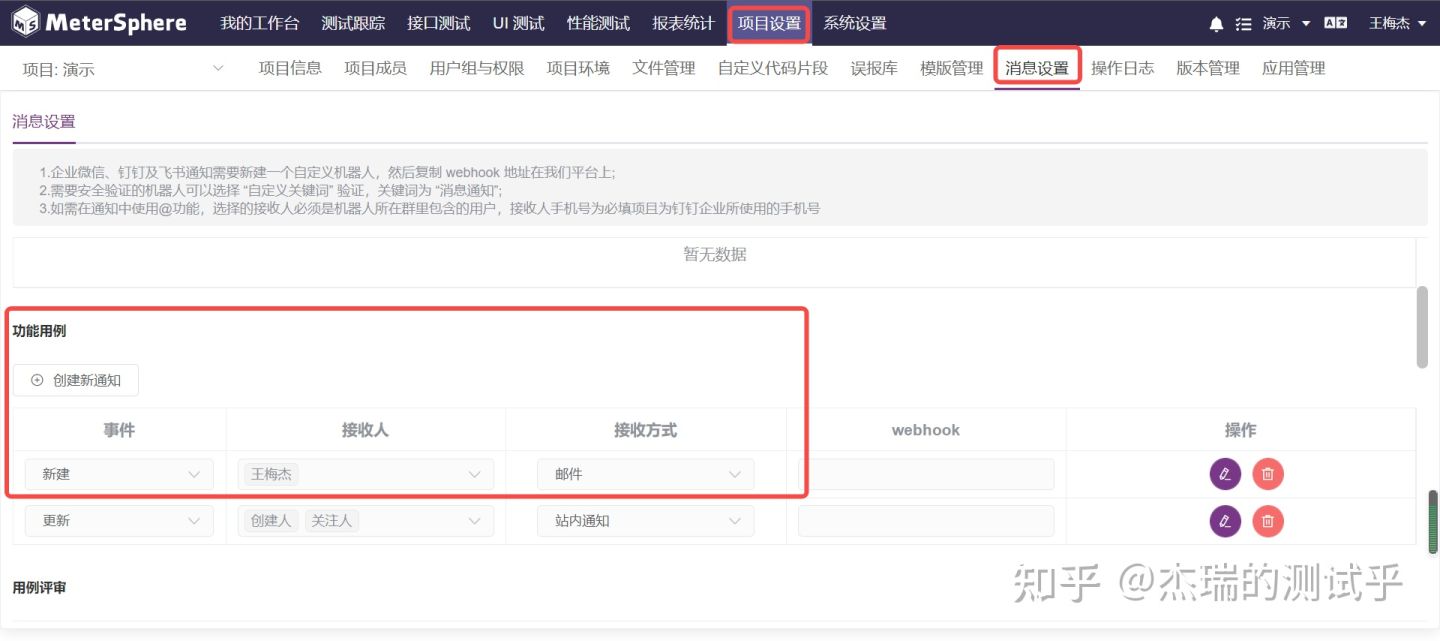 MeterSphere 我的工作台 测试跟踪 接口测试 UI 测试 性能测试 报表统计 项目设置 系统设置 演示 王梅杰
项目: 演示 项目信息 项目成员 用户组与权限 项目环境 文件管理 自定义代码片段 误报库 模版管理 消息设置 操作日志 版本管理 应用管理
消息设置
1.企业微信、钉钉及飞书通知需要新建一个自定义机器人，然后复制 webhook 地址在我们平台上;
2.需要安全验证的机器人可以选择 “自定义关键词” 验证，关键词为 “消息通知”;
3.如需在通知中使用@功能，选择的接收人必须是机器人所在群里包含的用户，接收人手机号为必填项目为钉钉企业所使用的手机号
暂无数据
功能用例
创建新通知
事件 接收人 接收方式 webhook 操作
新建 王梅杰 邮件
更新 创建人 关注人 站内通知
用例评审
知乎 @杰瑞的测试乎